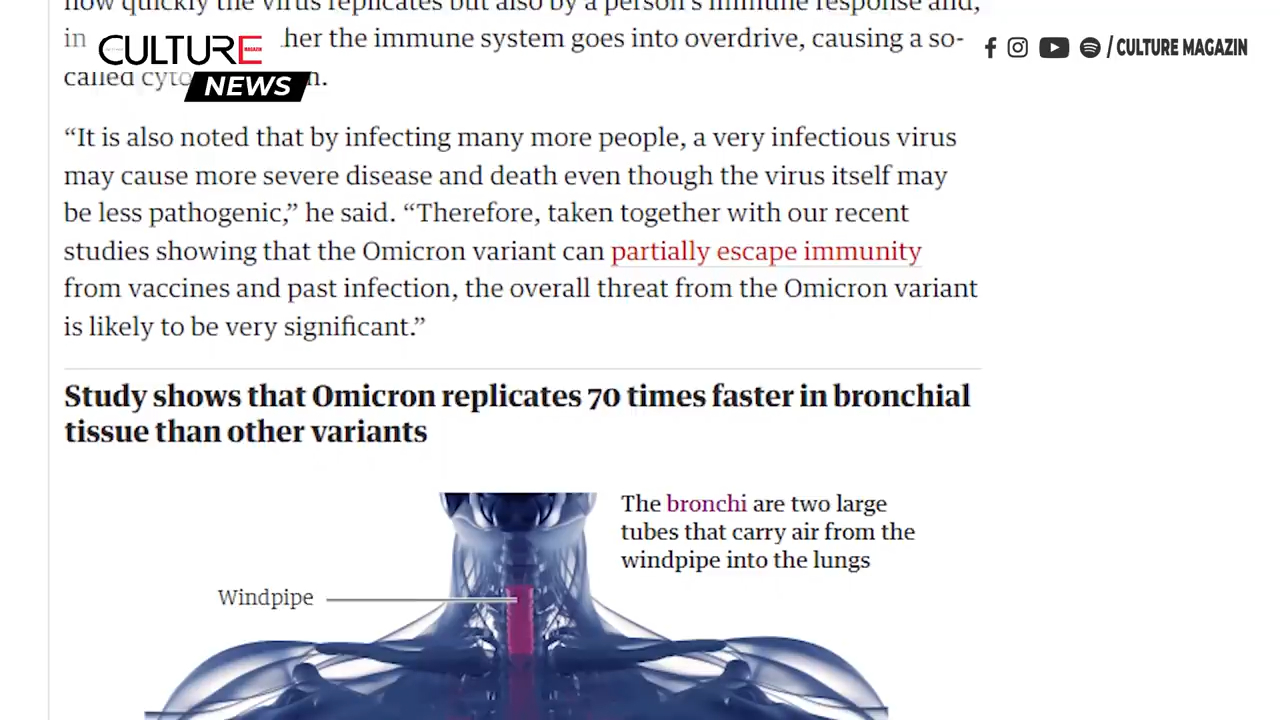 how quickly the virus replicates but also by a person's immune response and,
in her the immune system goes into overdrive, causing a so-
called cyto n.
CULTURE
MAGAZIN
NEWS
/ CULTURE MAGAZIN
“It is also noted that by infecting many more people, a very infectious virus
may cause more severe disease and death even though the virus itself may
be less pathogenic,” he said. “Therefore, taken together with our recent
studies showing that the Omicron variant can partially escape immunity
from vaccines and past infection, the overall threat from the Omicron variant
is likely to be very significant.”
Study shows that Omicron replicates 70 times faster in bronchial
tissue than other variants
The bronchi are two large
tubes that carry air from the
windpipe into the lungs
Windpipe